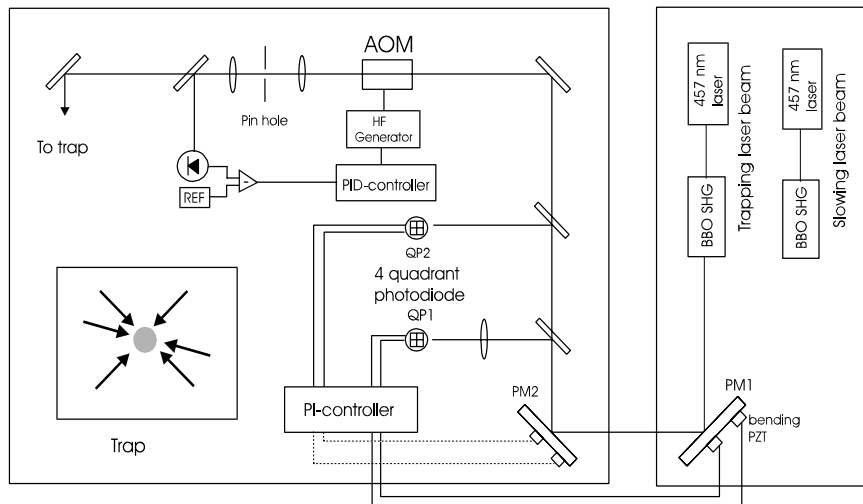 AOM
Pin hole
HF
Generator
To trap
REF
PID-controller
QP2
4 quadrant
photodiode
QP1
PI-controller
Trap
PM2
457 nm
laser
BBO SHG
Trapping laser beam
457 nm
laser
BBO SHG
Slowing laser beam
PM1
bending
PZT